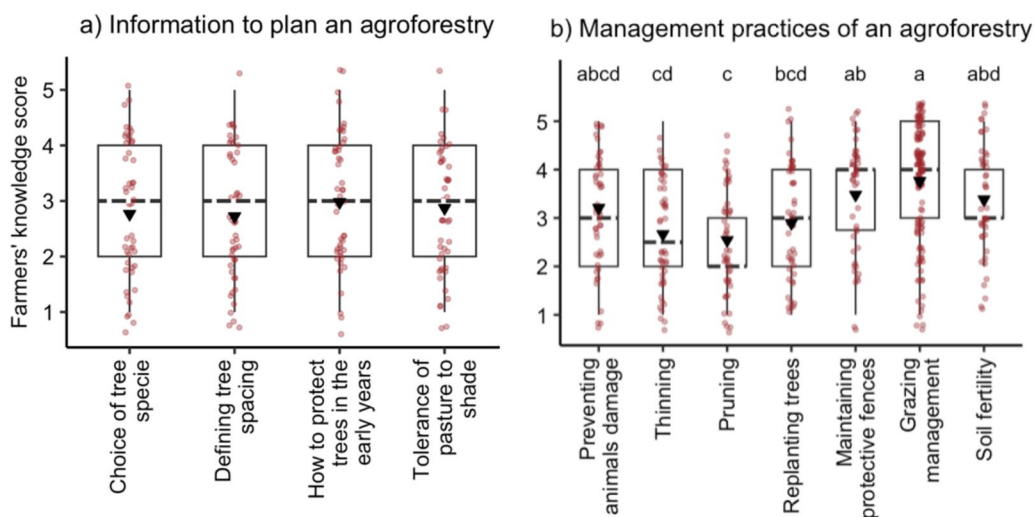 a) Information to plan an agroforestry
Farmers' knowledge score
5
4
3
2
1
Choice of tree
specie
Defining tree
spacing
How to protect
trees in the
early years
Tolerance of
pasture to
shade
b) Management practices of an agroforestry
abcd cd c bcd ab a abd
5
4
3
2
1
Preventing
animals damage
Thinning
Pruning
Replanting trees
Maintaining
protective fences
Grazing
management
Soil fertility